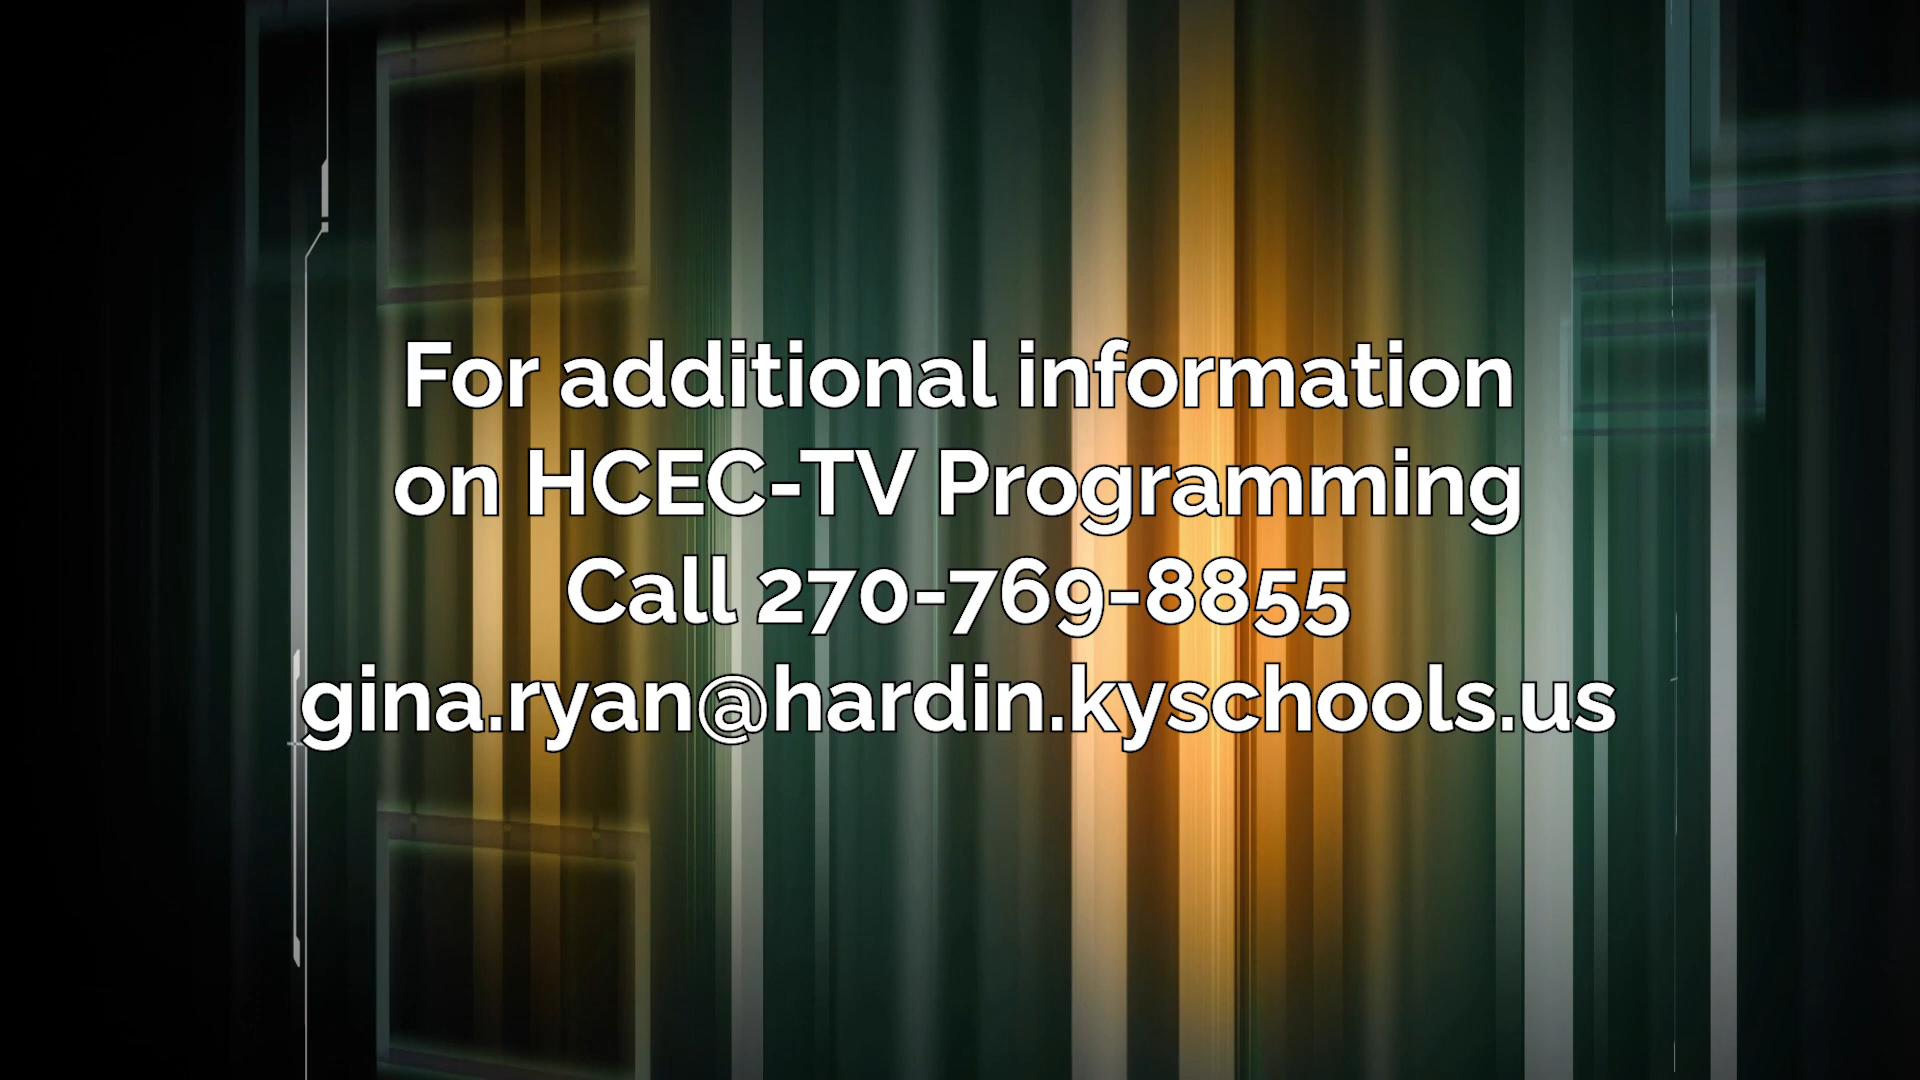 For additional information
on HCEC-TV Programming
Call 270-769-8855
gina.ryan@hardin.kyschools.us